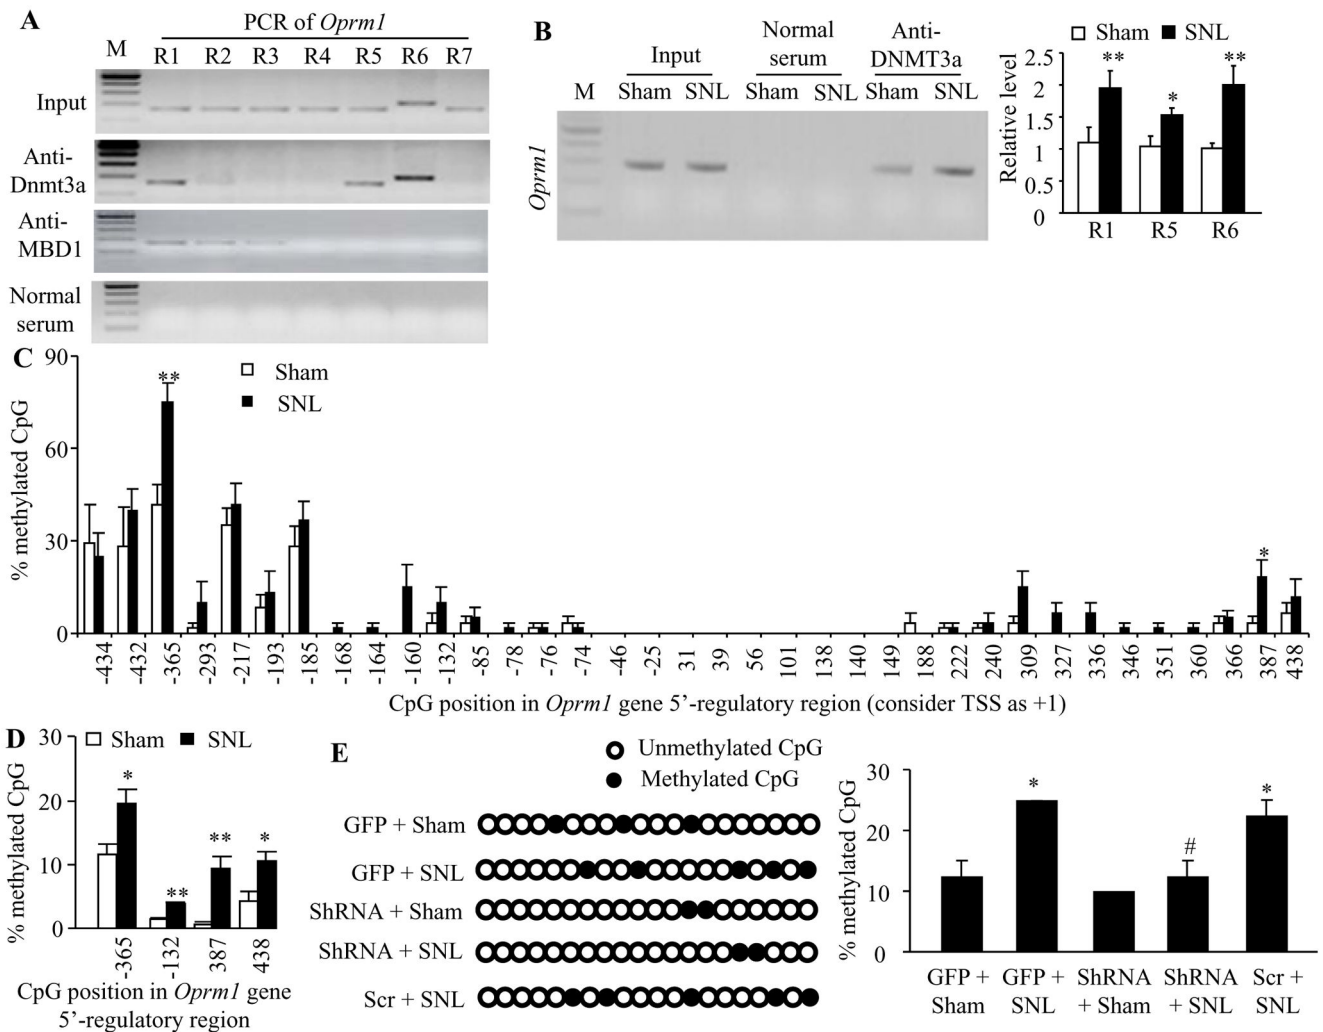 A
PCR of Oprm1
M R1 R2 R3 R4 R5 R6 R7
Input
Anti-
Dnmt3a
Anti-
MBD1
Normal
serum
B
Input
Normal
serum
Anti-
DNMT3a
M Sham SNL Sham SNL Sham SNL
Oprm1
Sham SNL
Relative level
2.5
2
1.5
1
0.5
0
** * **
R1 R5 R6
C
% methylated CpG
90
60
30
0
Sham
SNL
**
*
-434 -432 -365 -293 -217 -193 -185 -168 -164 -160 -132 -85 -78 -76 -74 -46 -25 31 39 56 101 138 140 149 188 222 240 309 327 336 346 351 360 366 387 438
CpG position in Oprm1 gene 5’-regulatory region (consider TSS as +1)
D
% methylated CpG
30
20
10
0
Sham SNL
* ** ** *
-365 -132 387 438
CpG position in Oprm1 gene
5’-regulatory region
E
Unmethylated CpG
Methylated CpG
GFP + Sham
GFP + SNL
ShRNA + Sham
ShRNA + SNL
Scr + SNL
% methylated CpG
30
20
10
0
* # *
GFP + GFP + ShRNA ShRNA Scr +
Sham SNL + Sham + SNL SNL